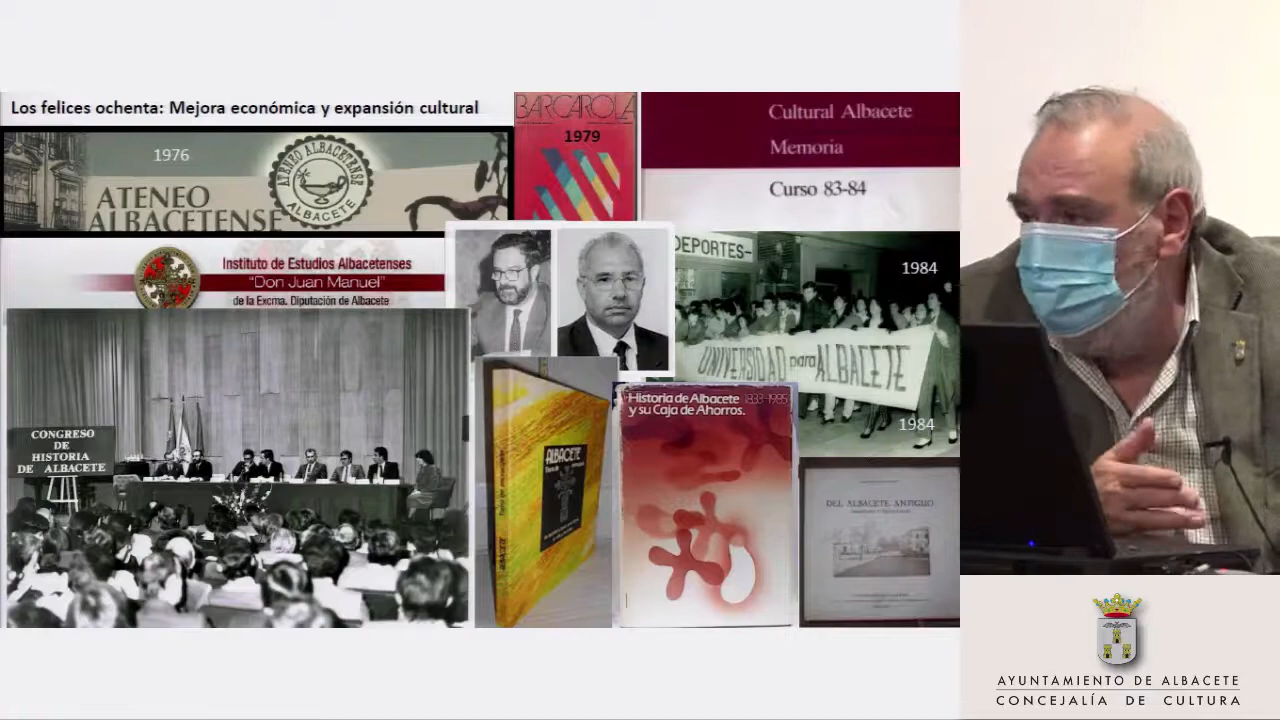 Los felices ochenta: Mejora económica y expansión cultural
1976
ATENEO
ALBACETENSE
ATENEO ALBACETENSE
ALBACETE
BARCAROLA
1979
Cultural Albacete
Memoria
Curso 83-84
Instituto de Estudios Albacetenses
"Don Juan Manuel"
de la Excma. Diputación de Albacete
DEPORTES-
1984
UNIVERSIDAD para ALBACETE
1984
CONGRESO
DE
HISTORIA
DE ALBACETE
ALBACETE
ALBACETE
Historia de Albacete 1833-1985
y su Caja de Ahorros.
DEL ALBACETE ANTIGUO
AYUNTAMIENTO DE ALBACETE
CONCEJALÍA DE CULTURA